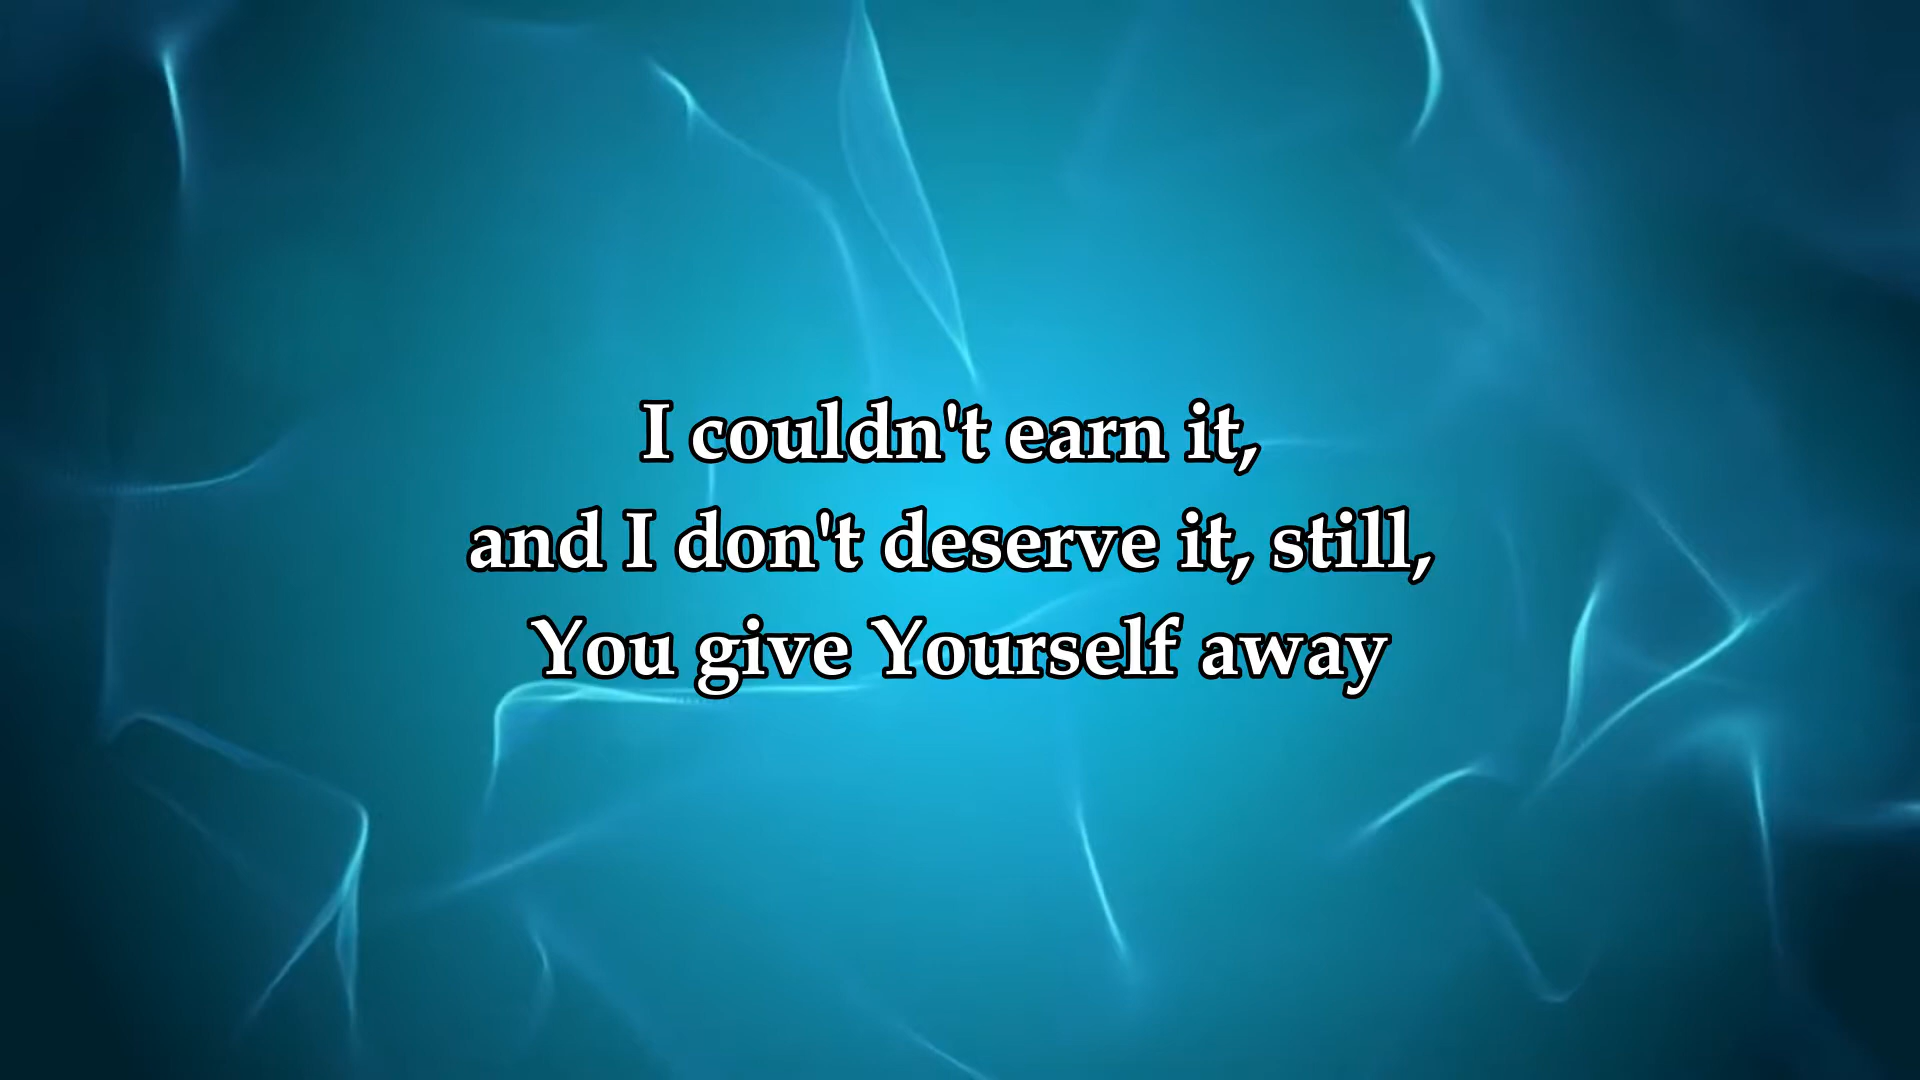 I couldn't earn it,
and I don't deserve it, still,
You give Yourself away